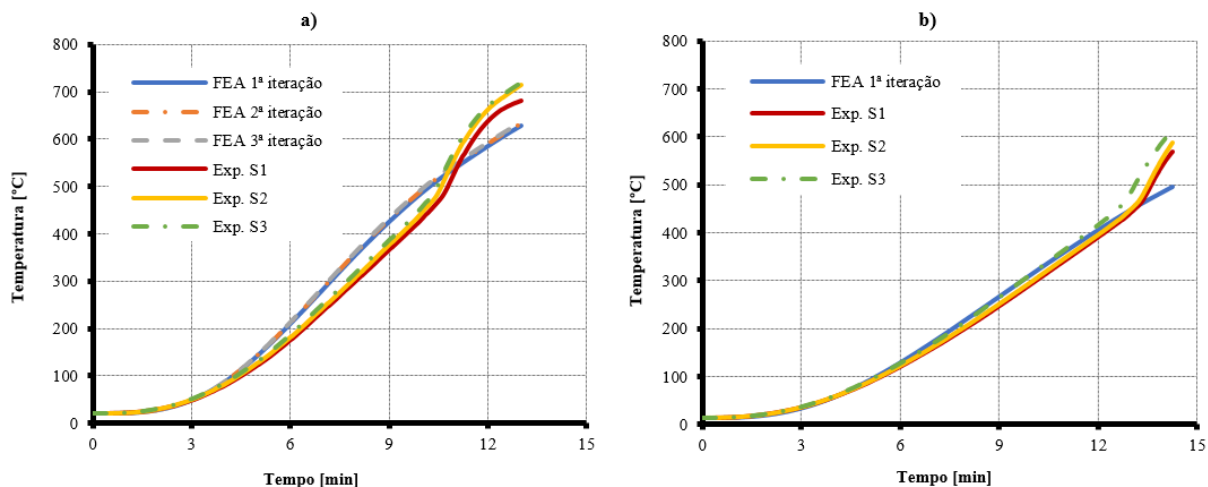 a)
800
700
600
500
400
300
200
100
0
0 3 6 9 12 15
Temperatura [ºC]
Tempo [min]
FEA 1ª iteração
FEA 2ª iteração
FEA 3ª iteração
Exp. S1
Exp. S2
Exp. S3
b)
800
700
600
500
400
300
200
100
0
0 3 6 9 12 15
Temperatura [ºC]
Tempo [min]
FEA 1ª iteração
Exp. S1
Exp. S2
Exp. S3